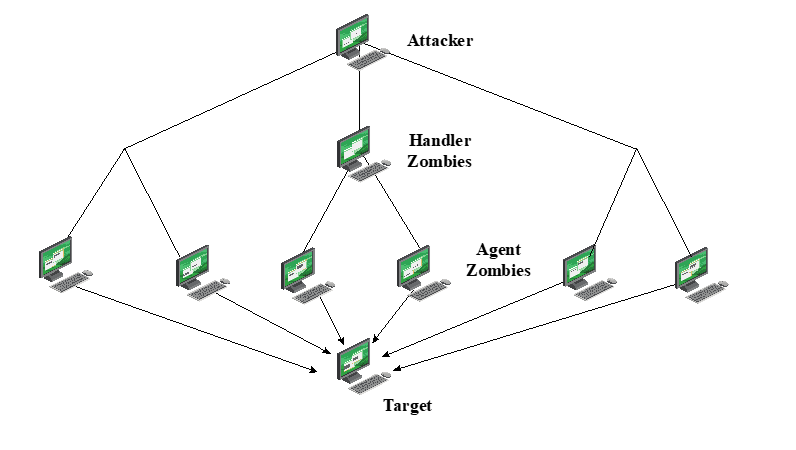 Attacker
Handler
Zombies
Agent
Zombies
Target